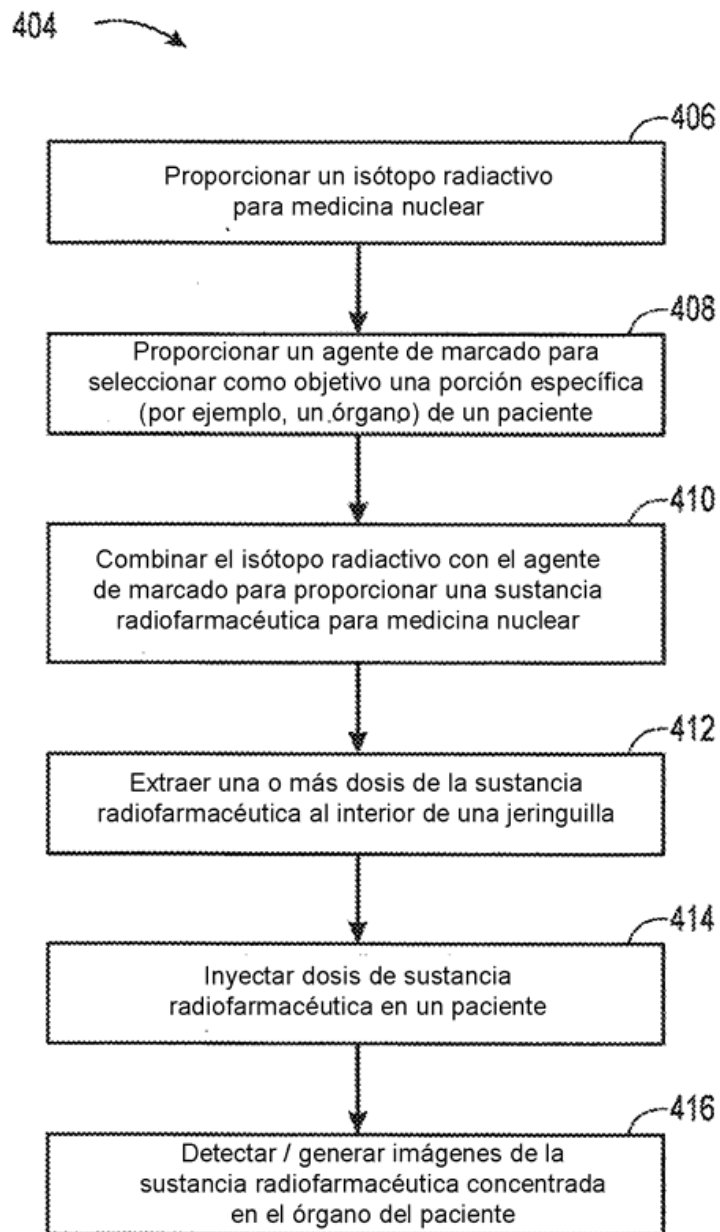 404
406
Proporcionar un isótopo radiactivo
para medicina nuclear
408
Proporcionar un agente de marcado para
seleccionar como objetivo una porción específica
(por ejemplo, un órgano) de un paciente
410
Combinar el isótopo radiactivo con el agente
de marcado para proporcionar una sustancia
radiofarmacéutica para medicina nuclear
412
Extraer una o más dosis de la sustancia
radiofarmacéutica al interior de una jeringuilla
414
Inyectar dosis de sustancia
radiofarmacéutica en un paciente
416
Detectar / generar imágenes de la
sustancia radiofarmacéutica concentrada
en el órgano del paciente